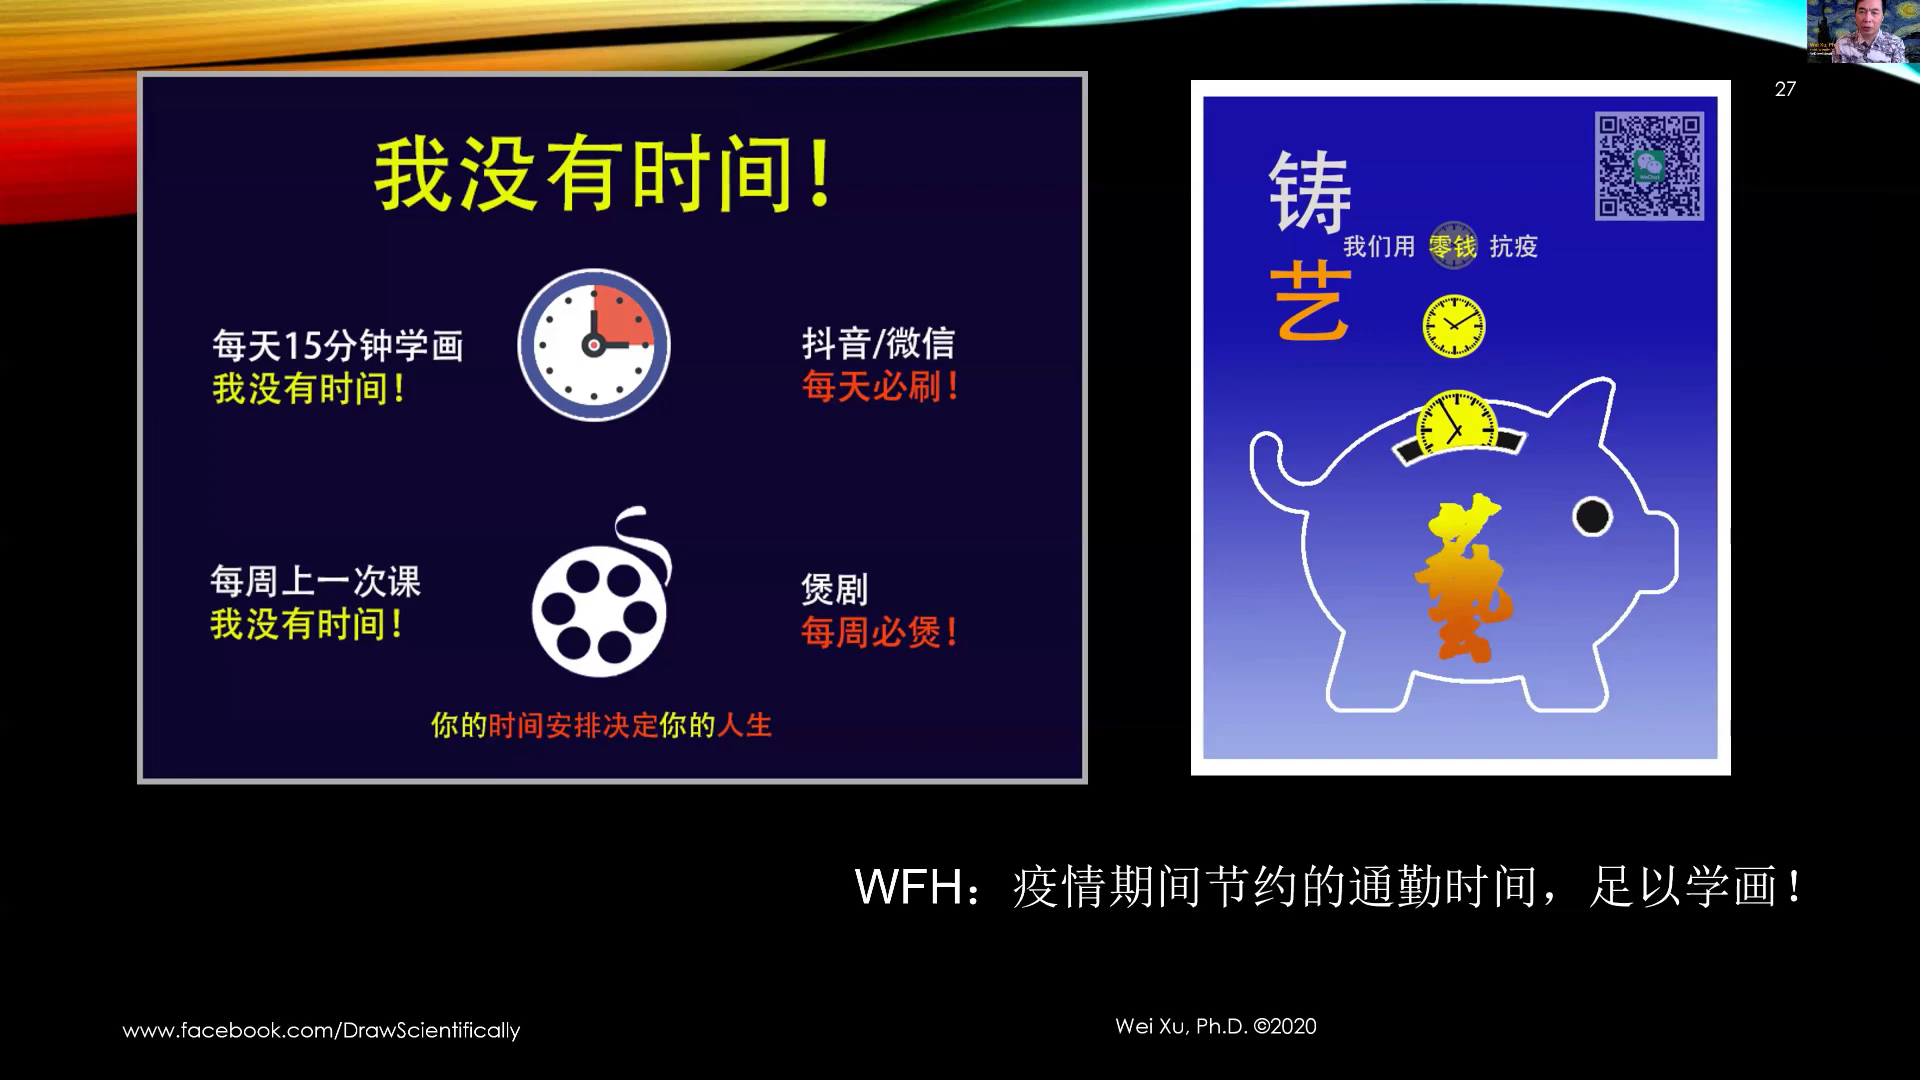 27
我没有时间！
每天15分钟学画
我没有时间！
抖音/微信
每天必刷！
每周上一次课
我没有时间！
煲剧
每周必煲！
你的时间安排决定你的人生
铸
我们用 零钱 抗疫
艺
WeChat
藝
WFH：疫情期间节约的通勤时间，足以学画！
www.facebook.com/DrawScientifically
Wei Xu, Ph.D. ©2020